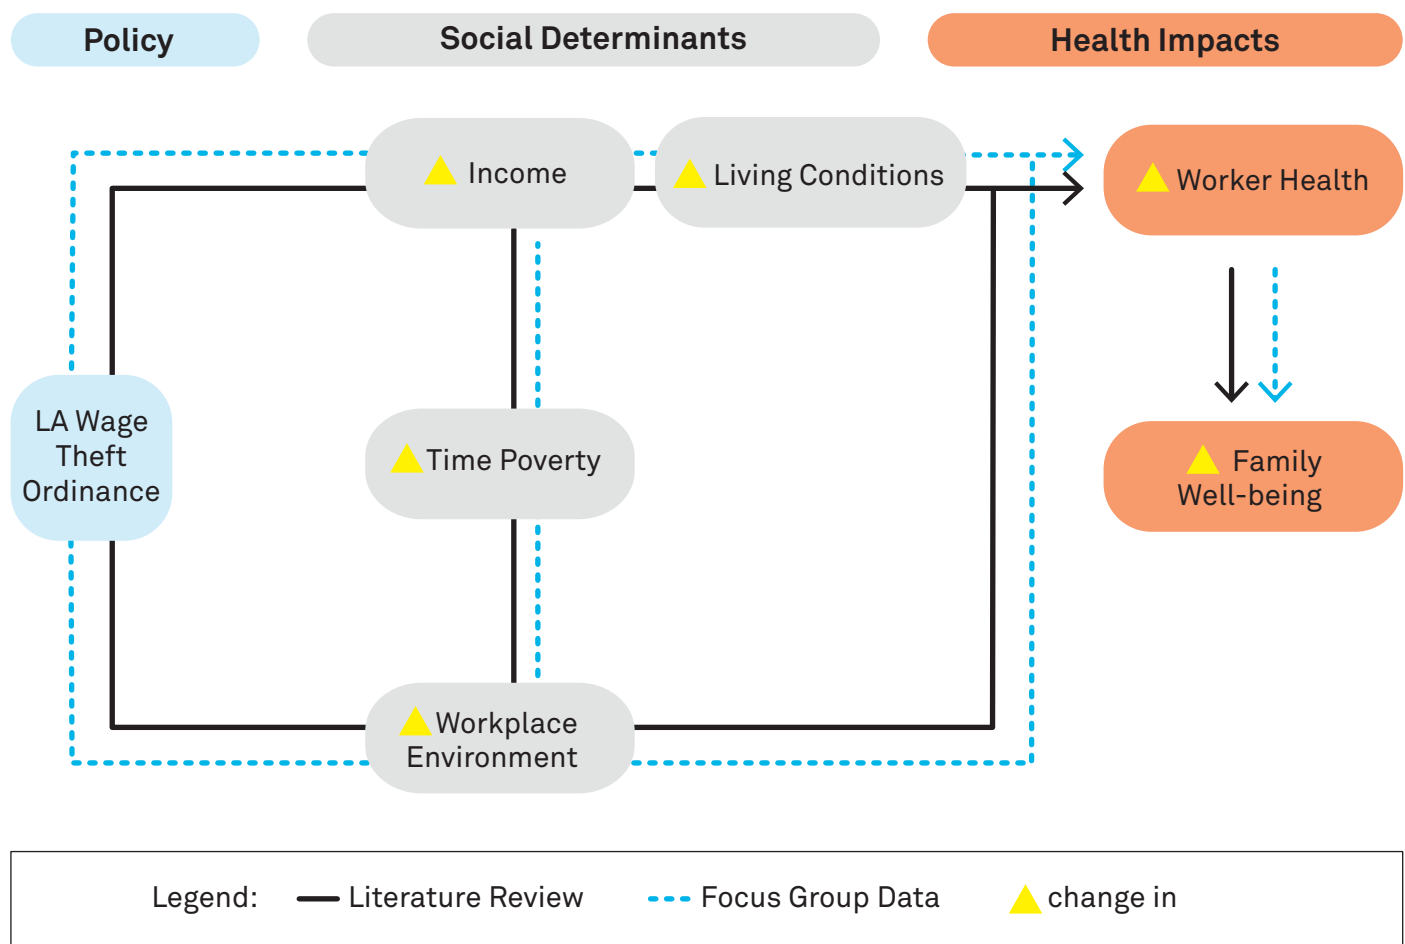 Policy
Social Determinants
Health Impacts
Income
Living Conditions
Worker Health
LA Wage
Theft
Ordinance
Time Poverty
Family
Well-being
Workplace
Environment
Legend:
Literature Review
Focus Group Data
change in